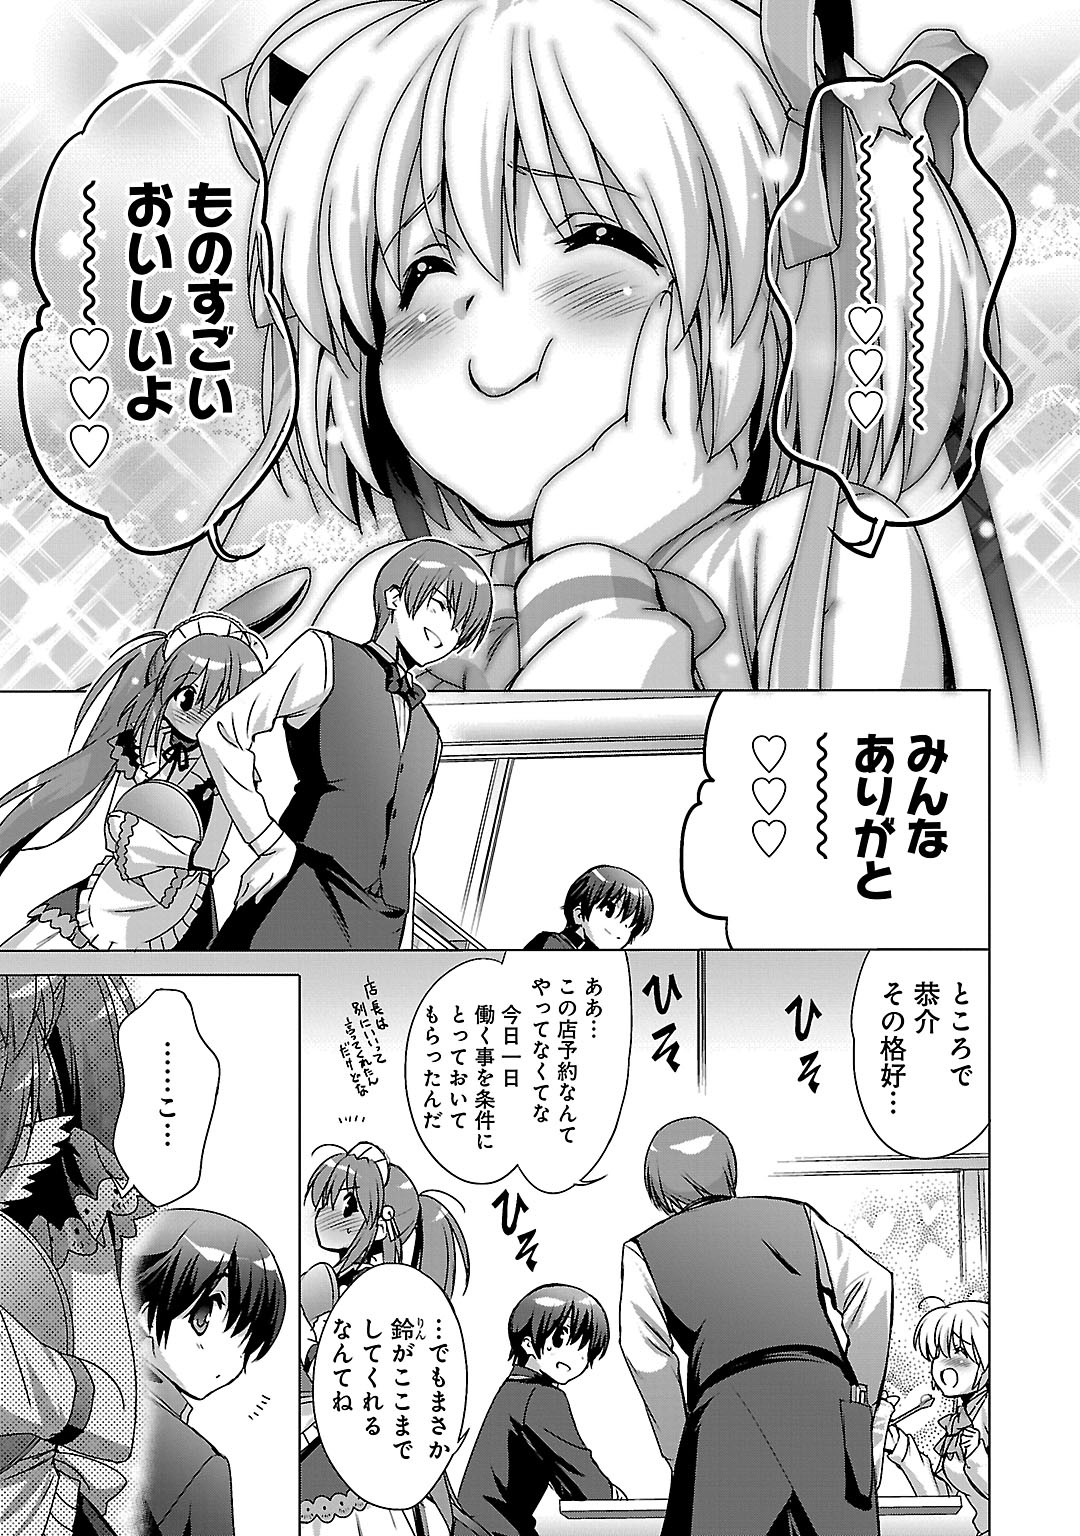 〜〜〜〜
〜〜〜〜♡♡♡
ものすごい
おいしいよ
〜〜♡♡♡
みんな
ありがと
〜〜〜
♡♡♡
ところで
恭介
その格好…
ひそ
ひそ
ああ…
この店予約なんて
やってなくてな
今日一日
働く事を条件に
とっておいて
もらったんだ
店長は
別にいいって
言ってくれたん
だけどな
ひそ
…でもまさか
鈴がここまで
りん
してくれる
なんてね
……こ…